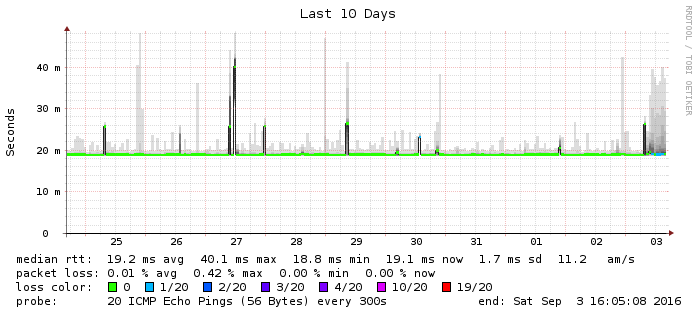 Last 10 Days
RRDTOOL / TOBI OETIKER
Seconds
40 m
30 m
20 m
10 m
0
25 26 27 28 29 30 31 01 02 03
median rtt: 19.2 ms avg 40.1 ms max 18.8 ms min 19.1 ms now 1.7 ms sd 11.2 am/s
packet loss: 0.01 % avg 0.42 % max 0.00 % min 0.00 % now
loss color: 0 1/20 2/20 3/20 4/20 10/20 19/20
probe: 20 ICMP Echo Pings (56 Bytes) every 300s end: Sat Sep 3 16:05:08 2016